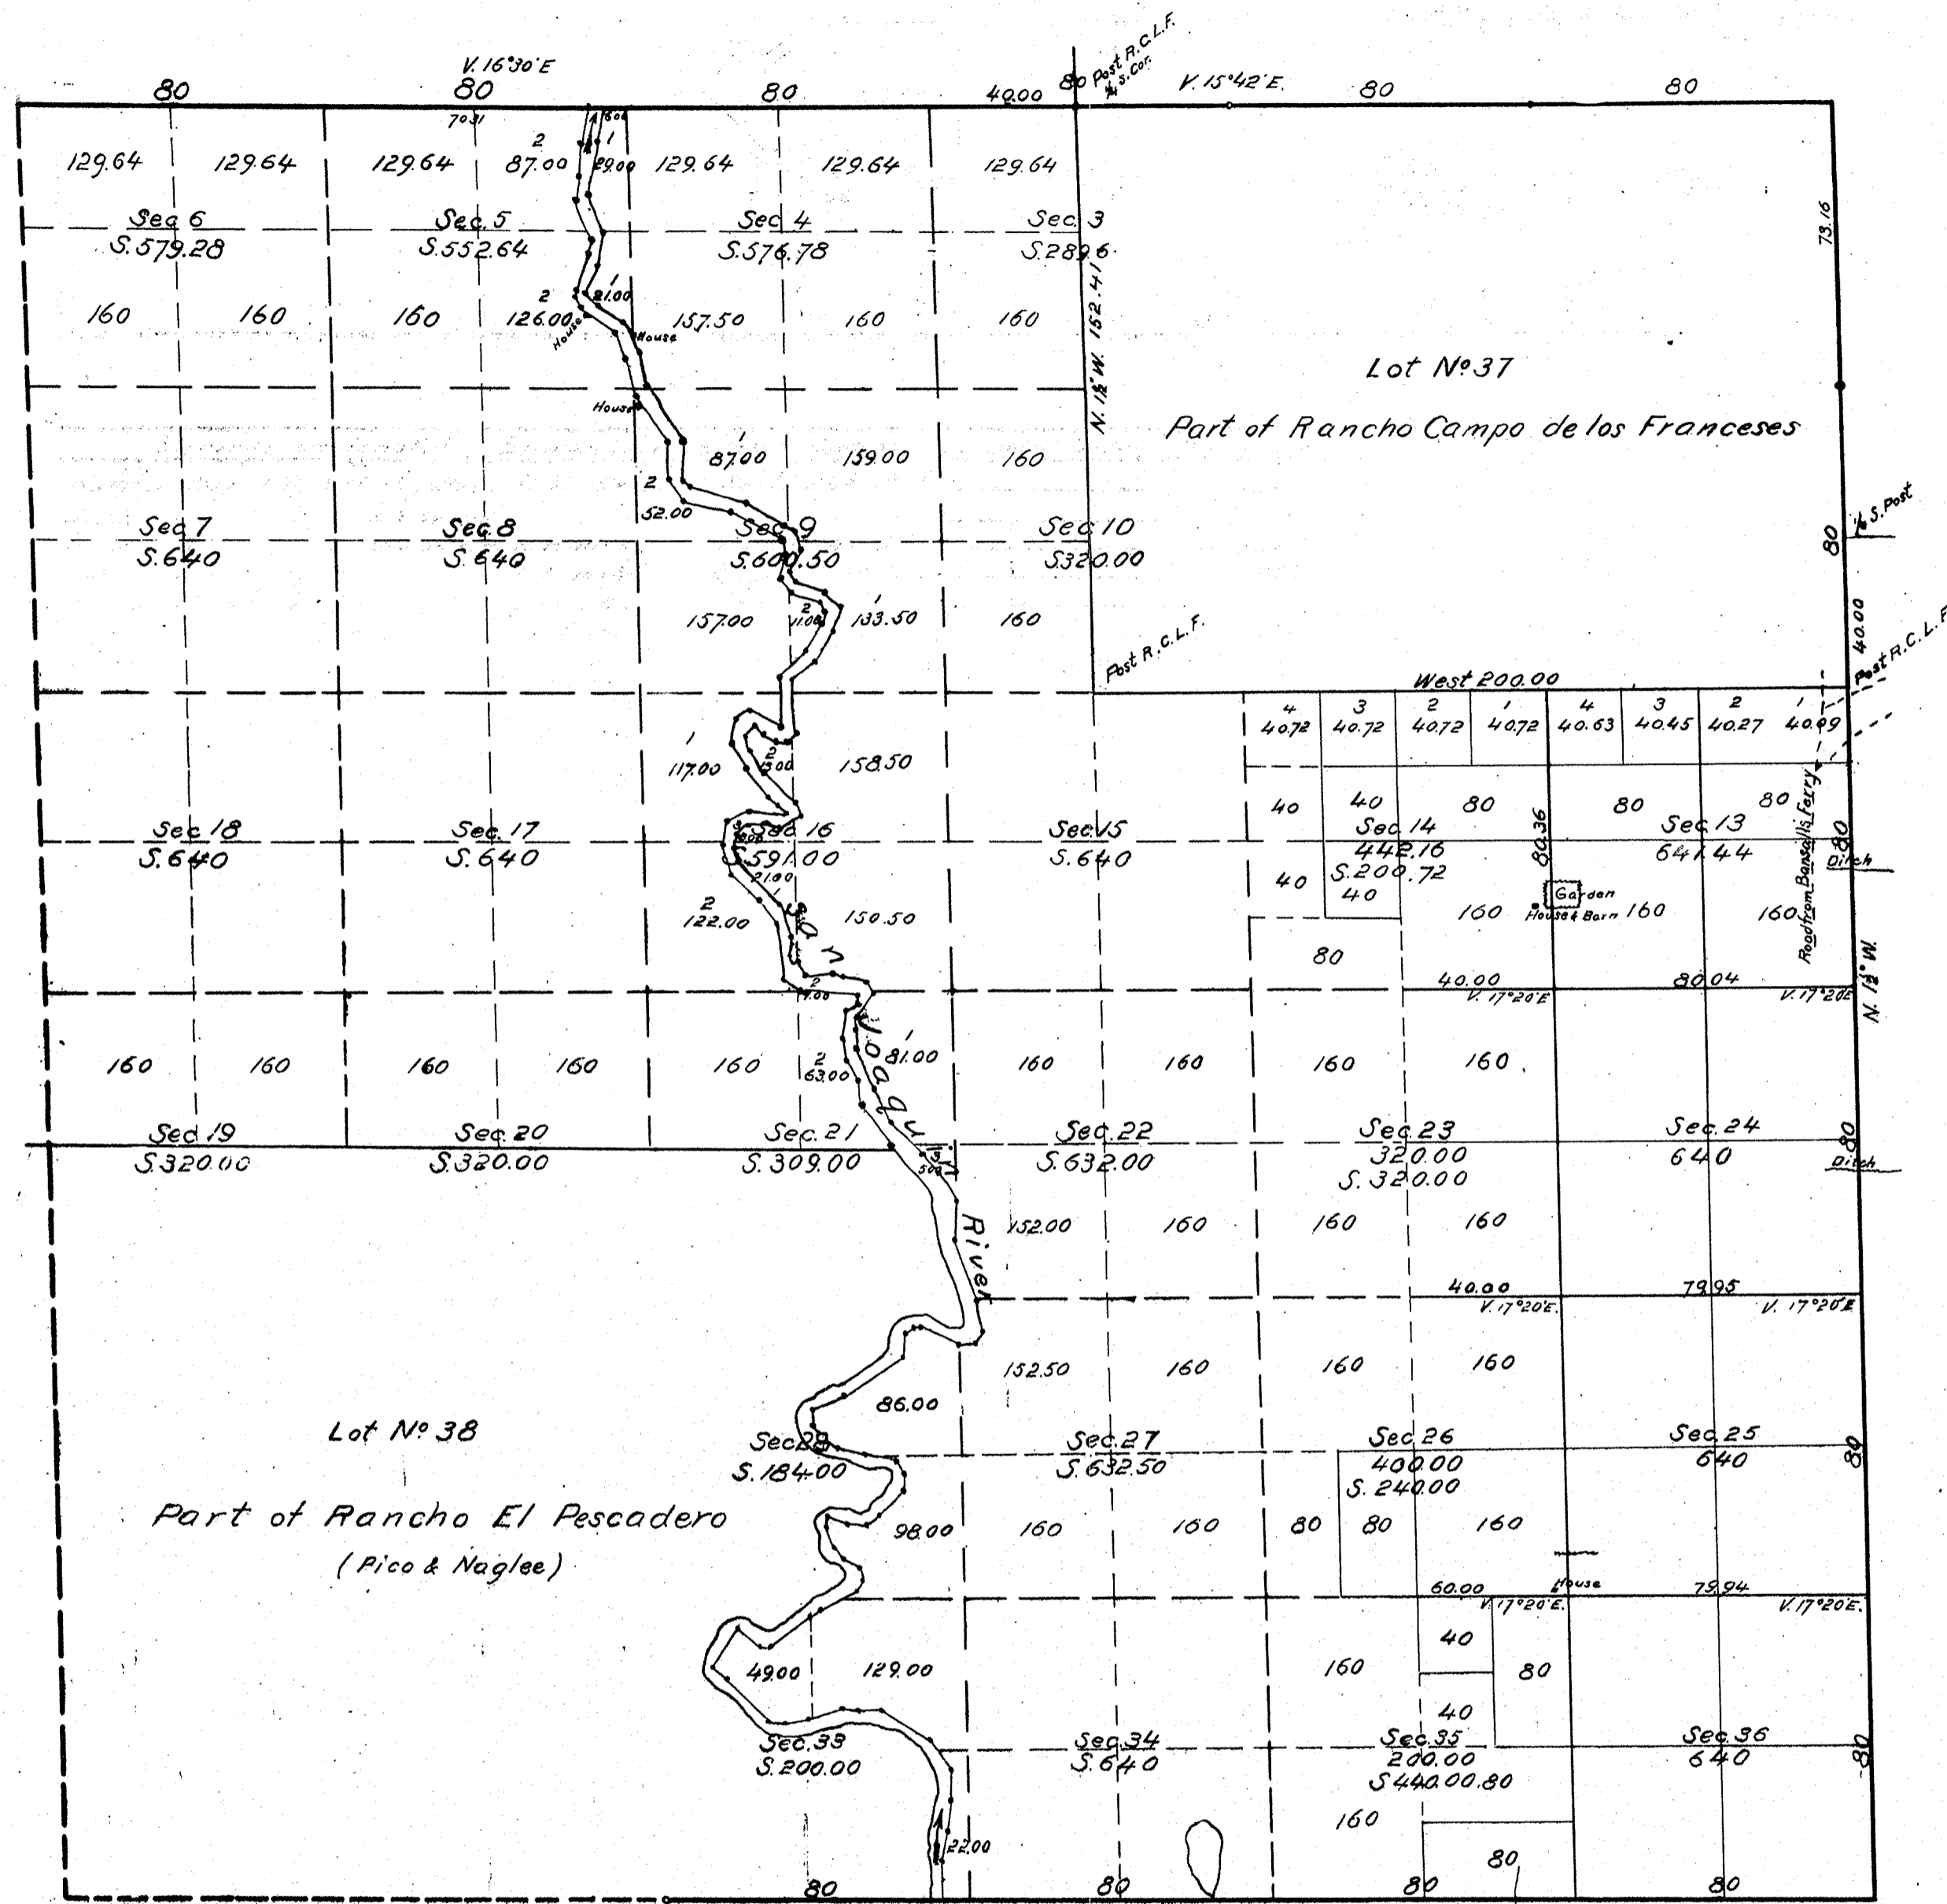 V. 16°30'E
80 80 80 40.00 80 Post R.C.L.F. ¼ S. Cor. V. 15°42'E. 80 80
70.31
129.64 129.64 129.64 2 87.00 1 29.00 129.64 129.64 129.64
73.16
Sec 6 Sec. 5 Sec 4 Sec. 3
S. 579.28 S. 552.64 S. 576.78 S. 289.6
160 160 160 2 126.00 1 21.00 157.50 160 160
House House
N. 1½° W. 152.41
House
Lot Nº 37
Part of Rancho Campo de los Franceses
1 87.00 159.00 160
2 52.00
¼ S. Post
80
Sec. 7 Sec. 8 Sec. 9 Sec 10
S. 640 S. 640 S. 600.50 S. 320.00
157.00 2 11.00 1 133.50 160
40.00
Post R.C.L.F. Post R.C.L.F.
West 200.00
4 3 2 1 4 3 2 1
40.72 40.72 40.72 40.72 40.63 40.45 40.27 40.09
1 117.00 2 158.50
40 40 80 80 80
80.36
Sec. 18 Sec. 17 Sec. 16 Sec. 15 Sec. 14 Sec. 13
S. 640 S. 640 S. 591.00 S. 640 442.16 641.44
80
Ditch
S. 200.72
40 40
Garden
House & Barn
Road from Bansall's Ferry
21.00 1
2 122.00 150.50 160 160 160
80
N. 1½° W.
San Joaquin River
40.00 80.04
V. 17°20'E V. 17°20'E
2
160 160 160 160 160 2 63.00 1 81.00 160 160 160 160
Sec 19 Sec. 20 Sec. 21 Sec. 22 Sec. 23 Sec. 24
S. 320.00 S. 320.00 S. 309.00 S. 632.00 320.00 640
80
Ditch
S. 320.00
152.00 160 160 160
40.00 79.95
V. 17°20'E. V. 17°20'E
152.50 160 160 160
86.00
Lot Nº 38
Sec 28 Sec. 27 Sec. 26 Sec. 25
S. 184.00 S. 632.50 400.00 640
80
S. 240.00
Part of Rancho El Pescadero
(Pico & Naglee)
98.00 160 160 80 80 160
House
60.00 79.94
V. 17°20'E. V. 17°20'E.
40
49.00 129.00 160 80
40
Sec. 33 Sec. 34 Sec. 35 Sec. 36
S. 200.00 S. 640 200.00 640
80
S 440.00.80
160
22.00
80
80 80 80 80